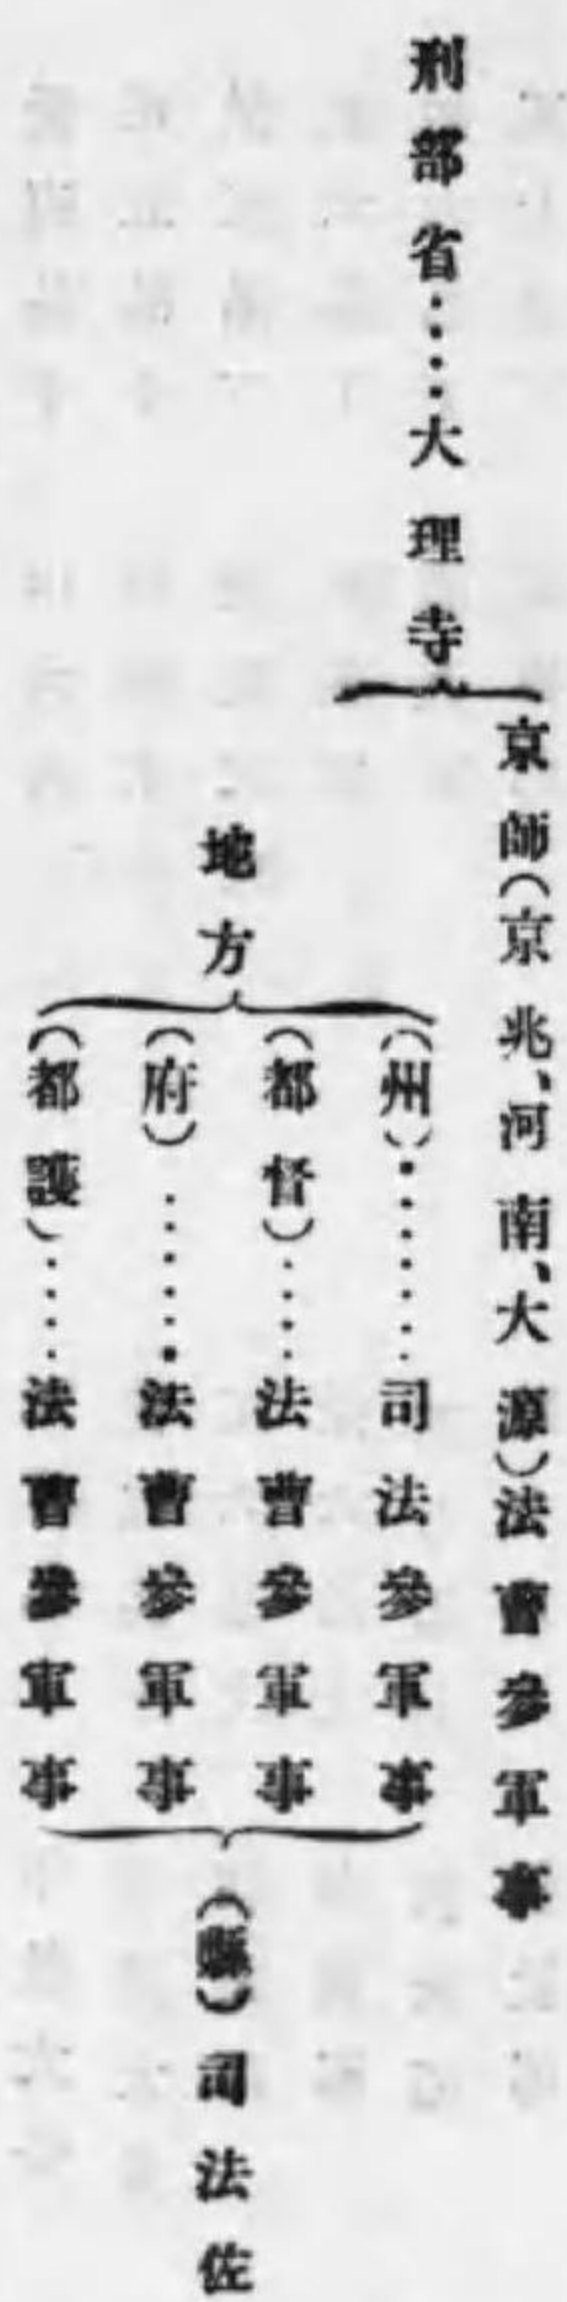 刑部省……大理寺
京師（京兆、河南、大源）法曹參軍事
地方
（州）………司法參軍事
（都督）……法曹參軍事
（府）………法曹參軍事
（都護）……法曹參軍事
（縣）司法佐